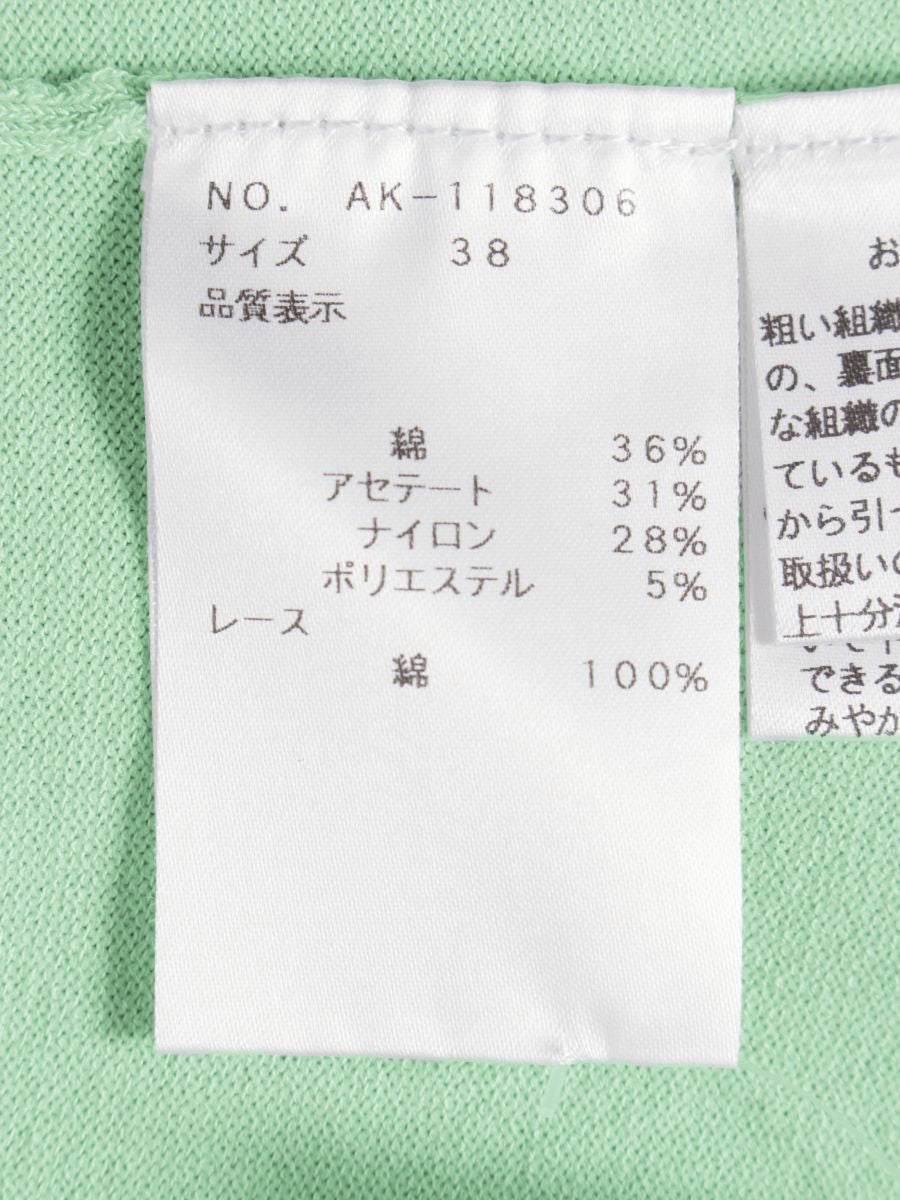 NO. AK-118306
サイズ 38
品質表示
綿 36%
アセテート 31%
ナイロン 28%
ポリエステル 5%
レース
綿 100%
お
粗い組織
の、裏面
な組織の
ているも
から引っ
取扱いの
上十分
できる
みやか